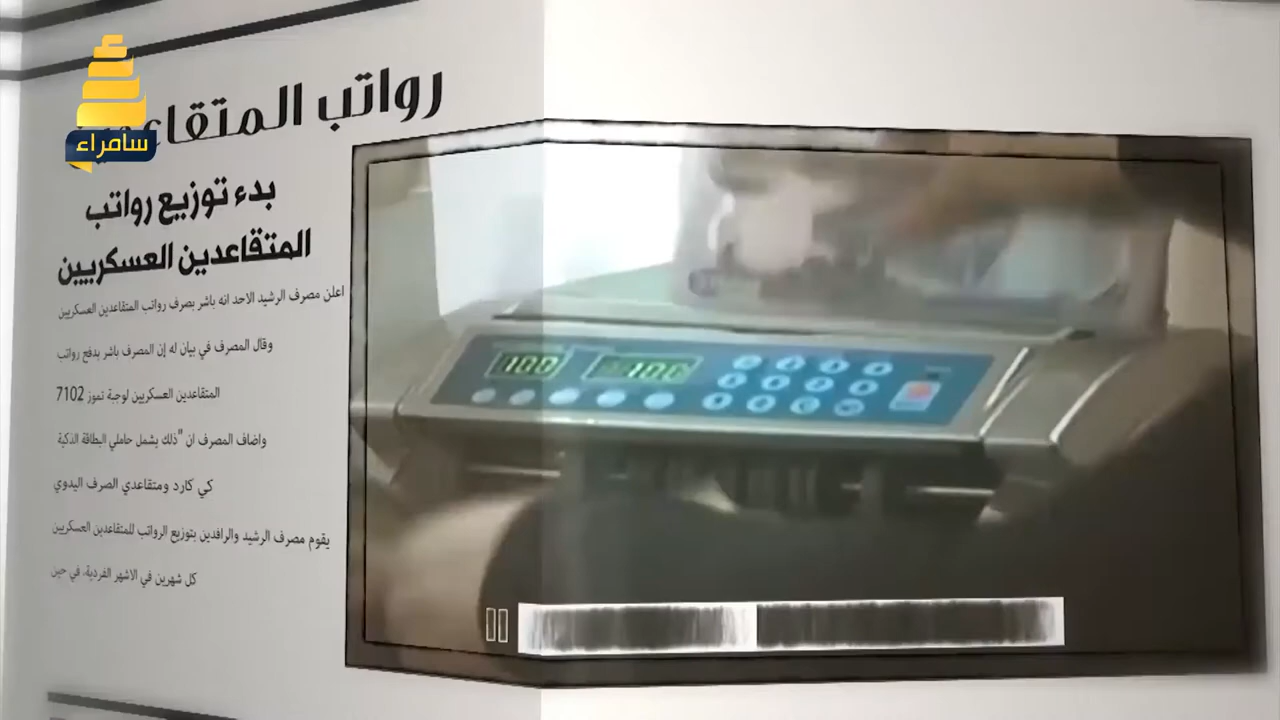 سامراء
رواتب المتقاعدين
بدء توزيع رواتب
المتقاعدين العسكريين
اعلن مصرف الرشيد الاحد انه باشر بصرف رواتب المتقاعدين العسكريين
وقال المصرف في بيان له إن المصرف باشر بدفع رواتب
المتقاعدين العسكريين لوجبة تموز 7102
واضاف المصرف ان "ذلك يشمل حاملي البطاقة الذكية
كي كارد ومتقاعدي الصرف اليدوي
يقوم مصرف الرشيد والرافدين بتوزيع الرواتب للمتقاعدين العسكريين
كل شهرين في الاشهر الفردية، في حين
100